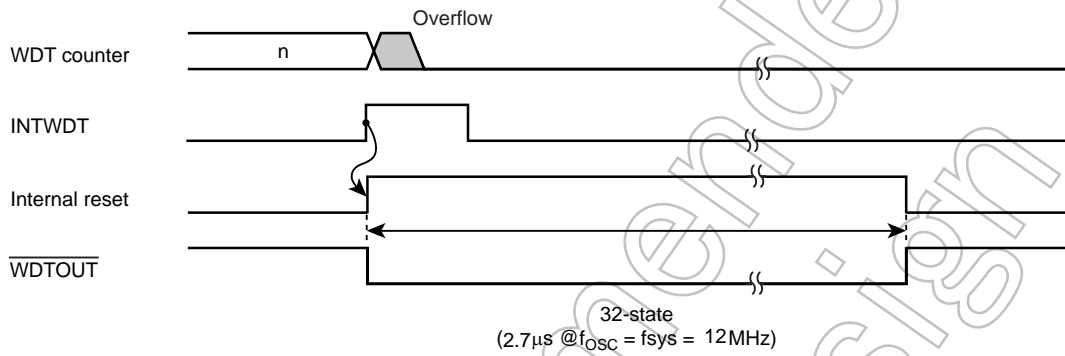 Overflow
WDT counter
n
INTWDT
Internal reset
WDTOUT
32-state
(2.7μs @fOSC = fsys = 12MHz)